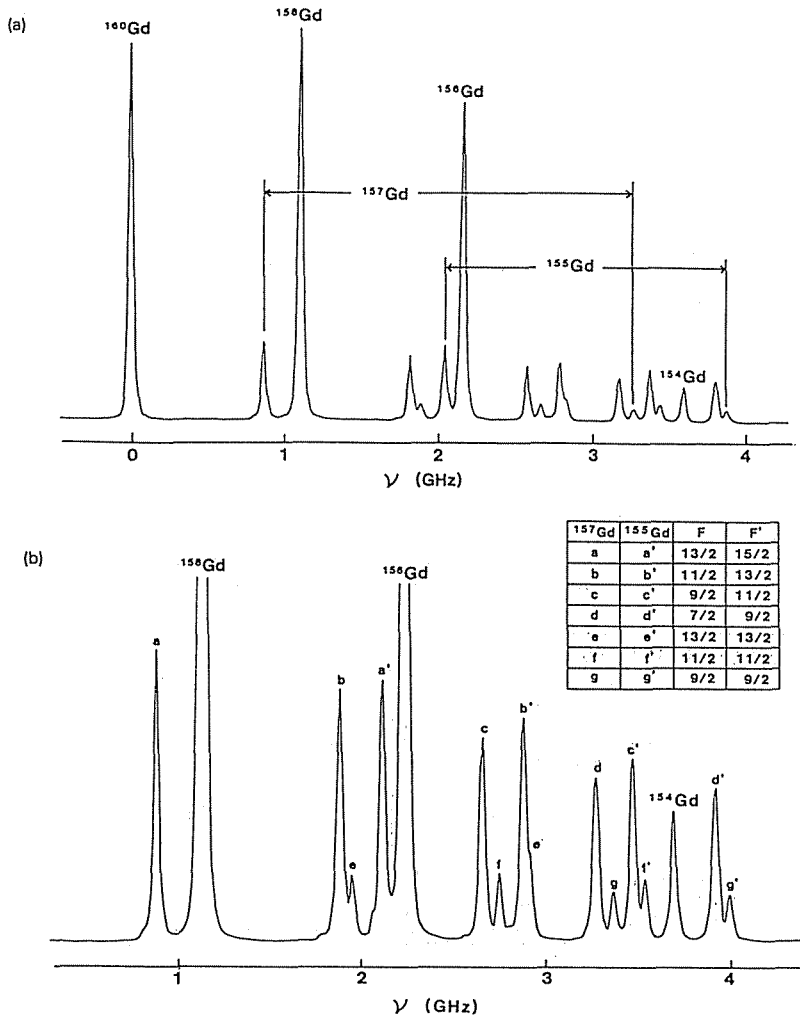 (a)
¹⁶⁰Gd
¹⁵⁸Gd
¹⁵⁶Gd
¹⁵⁷Gd
¹⁵⁵Gd
¹⁵⁴Gd
0 1 2 3 4
ν (GHz)
(b)
¹⁵⁷Gd ¹⁵⁵Gd F F'
a a' 13/2 15/2
b b' 11/2 13/2
c c' 9/2 11/2
d d' 7/2 9/2
e e' 13/2 13/2
f f' 11/2 11/2
g g' 9/2 9/2
¹⁵⁸Gd ¹⁵⁶Gd
a b a' c b' d c' ¹⁵⁴Gd d'
e f e' g f' g'
1 2 3 4
ν (GHz)